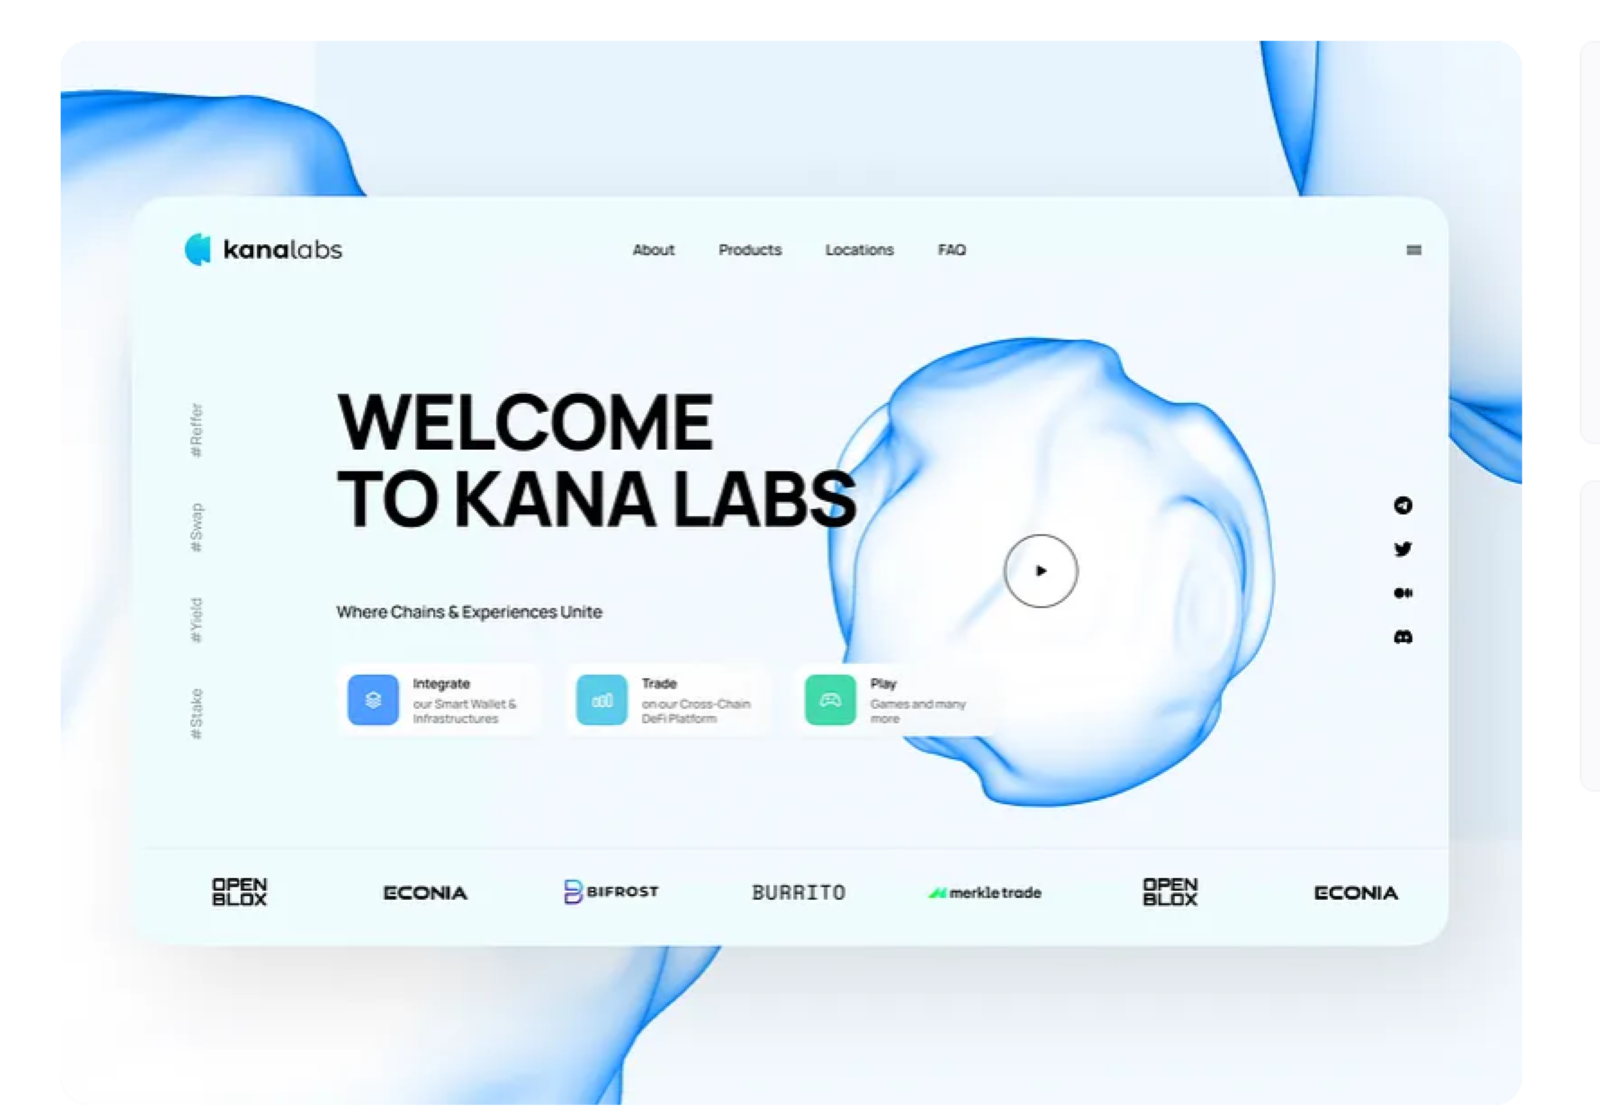 kanalabs
About Products Locations FAQ
#Reffer
#Swap
#Yield
#Stake
WELCOME
TO KANA LABS
Where Chains & Experiences Unite
Integrate
our Smart Wallet &
Infrastructures
Trade
on our Cross-Chain
DeFi Platform
Play
Games and many
more
OPEN
BLOX
ECONIA
BIFROST
BURRITO
merkle trade
OPEN
BLOX
ECONIA